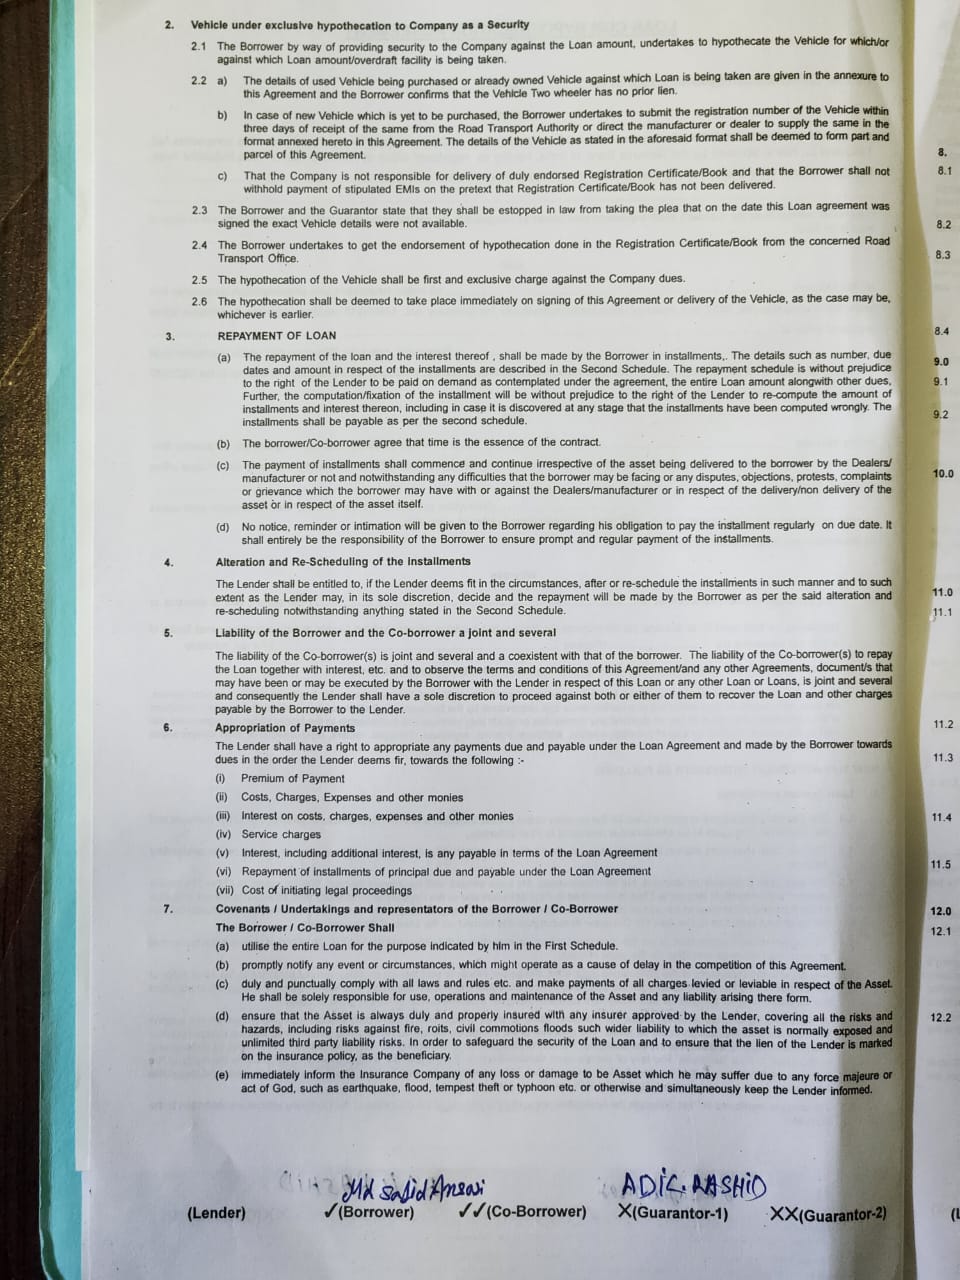 2. Vehicle under exclusive hypothecation to Company as a Security
2.1 The Borrower by way of providing security to the Company against the Loan amount, undertakes to hypothecate the Vehicle for which/or
against which Loan amount/overdraft facility is being taken.
2.2 a) The details of used Vehicle being purchased or already owned Vehicle against which Loan is being taken are given in the annexure to
this Agreement and the Borrower confirms that the Vehicle Two wheeler has no prior lien.
b) In case of new Vehicle which is yet to be purchased, the Borrower undertakes to submit the registration number of the Vehicle within
three days of receipt of the same from the Road Transport Authority or direct the manufacturer or dealer to supply the same in the
format annexed hereto in this Agreement. The details of the Vehicle as stated in the aforesaid format shall be deemed to form part and
parcel of this Agreement.
c) That the Company is not responsible for delivery of duly endorsed Registration Certificate/Book and that the Borrower shall not
withhold payment of stipulated EMIs on the pretext that Registration Certificate/Book has not been delivered.
2.3 The Borrower and the Guarantor state that they shall be estopped in law from taking the plea that on the date this Loan agreement was
signed the exact Vehicle details were not available.
2.4 The Borrower undertakes to get the endorsement of hypothecation done in the Registration Certificate/Book from the concerned Road
Transport Office.
2.5 The hypothecation of the Vehicle shall be first and exclusive charge against the Company dues.
2.6 The hypothecation shall be deemed to take place immediately on signing of this Agreement or delivery of the Vehicle, as the case may be,
whichever is earlier.
3. REPAYMENT OF LOAN
(a) The repayment of the loan and the interest thereof , shall be made by the Borrower in installments,. The details such as number, due
dates and amount in respect of the installments are described in the Second Schedule. The repayment schedule is without prejudice
to the right of the Lender to be paid on demand as contemplated under the agreement, the entire Loan amount alongwith other dues,
Further, the computation/fixation of the installment will be without prejudice to the right of the Lender to re-compute the amount of
installments and interest thereon, including in case it is discovered at any stage that the installments have been computed wrongly. The
installments shall be payable as per the second schedule.
(b) The borrower/Co-borrower agree that time is the essence of the contract.
(c) The payment of installments shall commence and continue irrespective of the asset being delivered to the borrower by the Dealers/
manufacturer or not and notwithstanding any difficulties that the borrower may be facing or any disputes, objections, protests, complaints
or grievance which the borrower may have with or against the Dealers/manufacturer or in respect of the delivery/non delivery of the
asset or in respect of the asset itself.
(d) No notice, reminder or intimation will be given to the Borrower regarding his obligation to pay the installment regularly on due date. It
shall entirely be the responsibility of the Borrower to ensure prompt and regular payment of the installments.
4. Alteration and Re-Scheduling of the Installments
The Lender shall be entitled to, if the Lender deems fit in the circumstances, after or re-schedule the installments in such manner and to such
extent as the Lender may, in its sole discretion, decide and the repayment will be made by the Borrower as per the said alteration and
re-scheduling notwithstanding anything stated in the Second Schedule.
5. Liability of the Borrower and the Co-borrower a joint and several
The liability of the Co-borrower(s) is joint and several and a coexistent with that of the borrower. The liability of the Co-borrower(s) to repay
the Loan together with interest, etc. and to observe the terms and conditions of this Agreement/and any other Agreements, document/s that
may have been or may be executed by the Borrower with the Lender in respect of this Loan or any other Loan or Loans, is joint and several
and consequently the Lender shall have a sole discretion to proceed against both or either of them to recover the Loan and other charges
payable by the Borrower to the Lender.
6. Appropriation of Payments
The Lender shall have a right to appropriate any payments due and payable under the Loan Agreement and made by the Borrower towards
dues in the order the Lender deems fir, towards the following :-
(i) Premium of Payment
(ii) Costs, Charges, Expenses and other monies
(iii) Interest on costs, charges, expenses and other monies
(iv) Service charges
(v) Interest, including additional interest, is any payable in terms of the Loan Agreement
(vi) Repayment of installments of principal due and payable under the Loan Agreement
(vii) Cost of initiating legal proceedings
7. Covenants / Undertakings and representators of the Borrower / Co-Borrower
The Borrower / Co-Borrower Shall
(a) utilise the entire Loan for the purpose indicated by him in the First Schedule.
(b) promptly notify any event or circumstances, which might operate as a cause of delay in the competition of this Agreement.
(c) duly and punctually comply with all laws and rules etc. and make payments of all charges levied or leviable in respect of the Asset.
He shall be solely responsible for use, operations and maintenance of the Asset and any liability arising there form.
(d) ensure that the Asset is always duly and properly insured with any insurer approved by the Lender, covering all the risks and
hazards, including risks against fire, roits, civil commotions floods such wider liability to which the asset is normally exposed and
unlimited third party liability risks. In order to safeguard the security of the Loan and to ensure that the lien of the Lender is marked
on the insurance policy, as the beneficiary.
(e) immediately inform the Insurance Company of any loss or damage to be Asset which he may suffer due to any force majeure or
act of God, such as earthquake, flood, tempest theft or typhoon etc. or otherwise and simultaneously keep the Lender informed.
Md Sajid Ansari ADIL RASHID
(Lender) ✓(Borrower) ✓✓(Co-Borrower) X(Guarantor-1) XX(Guarantor-2)
8.
8.1
8.2
8.3
8.4
9.0
9.1
9.2
10.0
11.0
11.1
11.2
11.3
11.4
11.5
12.0
12.1
12.2